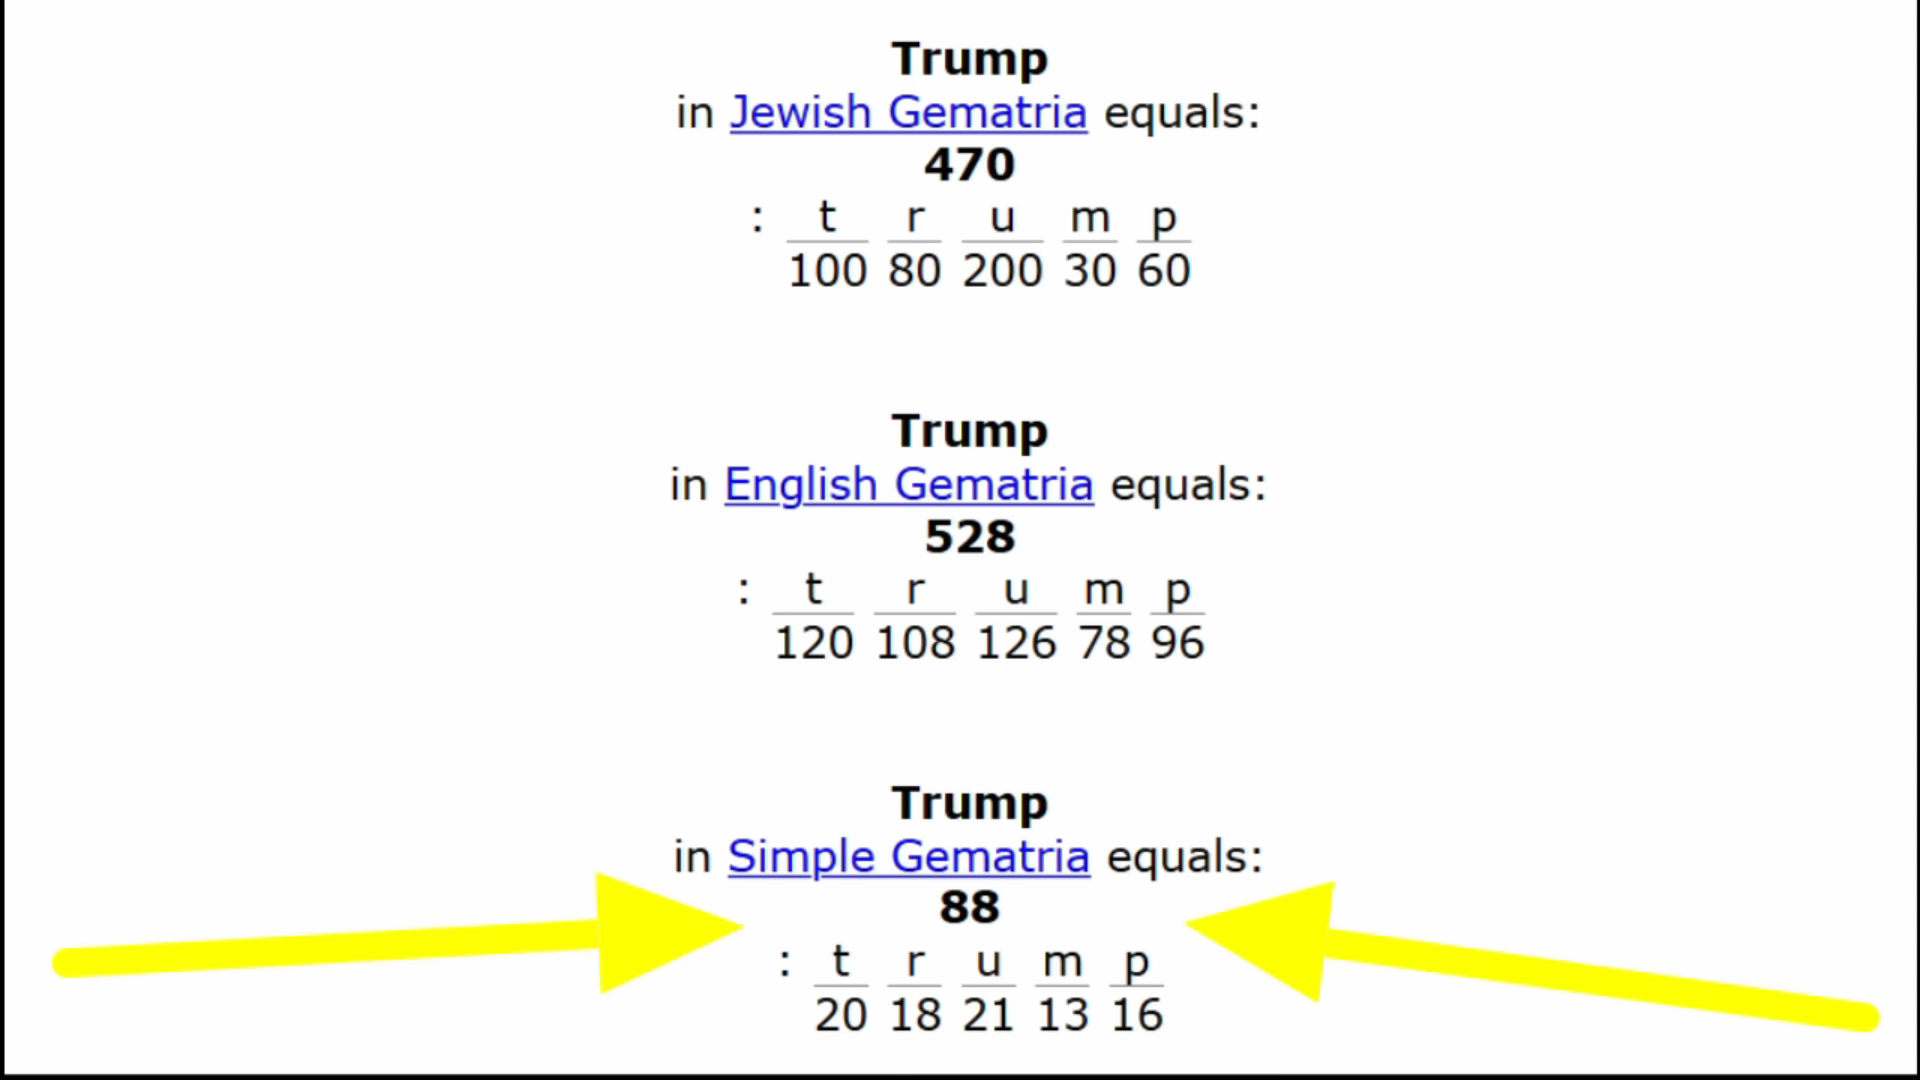 Trump
in Jewish Gematria equals:
470
: t r u m p
100 80 200 30 60
Trump
in English Gematria equals:
528
: t r u m p
120 108 126 78 96
Trump
in Simple Gematria equals:
88
: t r u m p
20 18 21 13 16